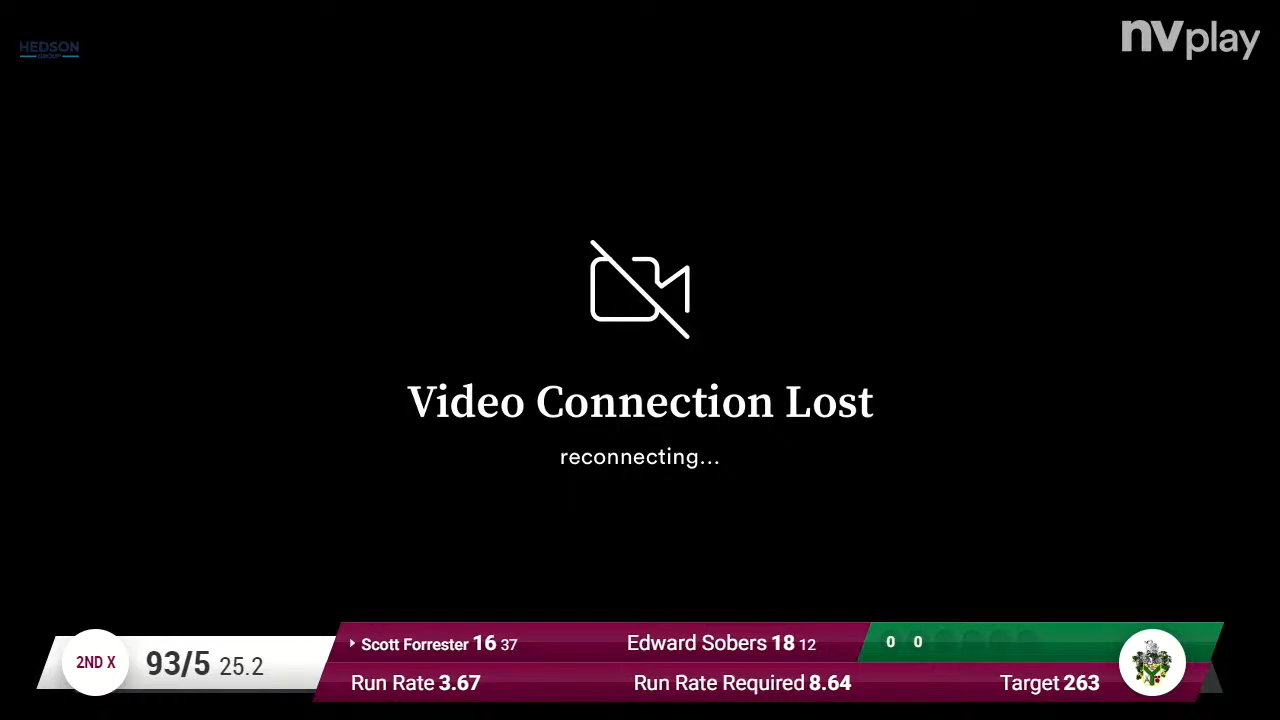 HEDSON
GROUP
nvplay
Video Connection Lost
reconnecting...
2ND X
93/5 25.2
Scott Forrester 16 37
Edward Sobers 18 12
0 0
Run Rate 3.67
Run Rate Required 8.64
Target 263